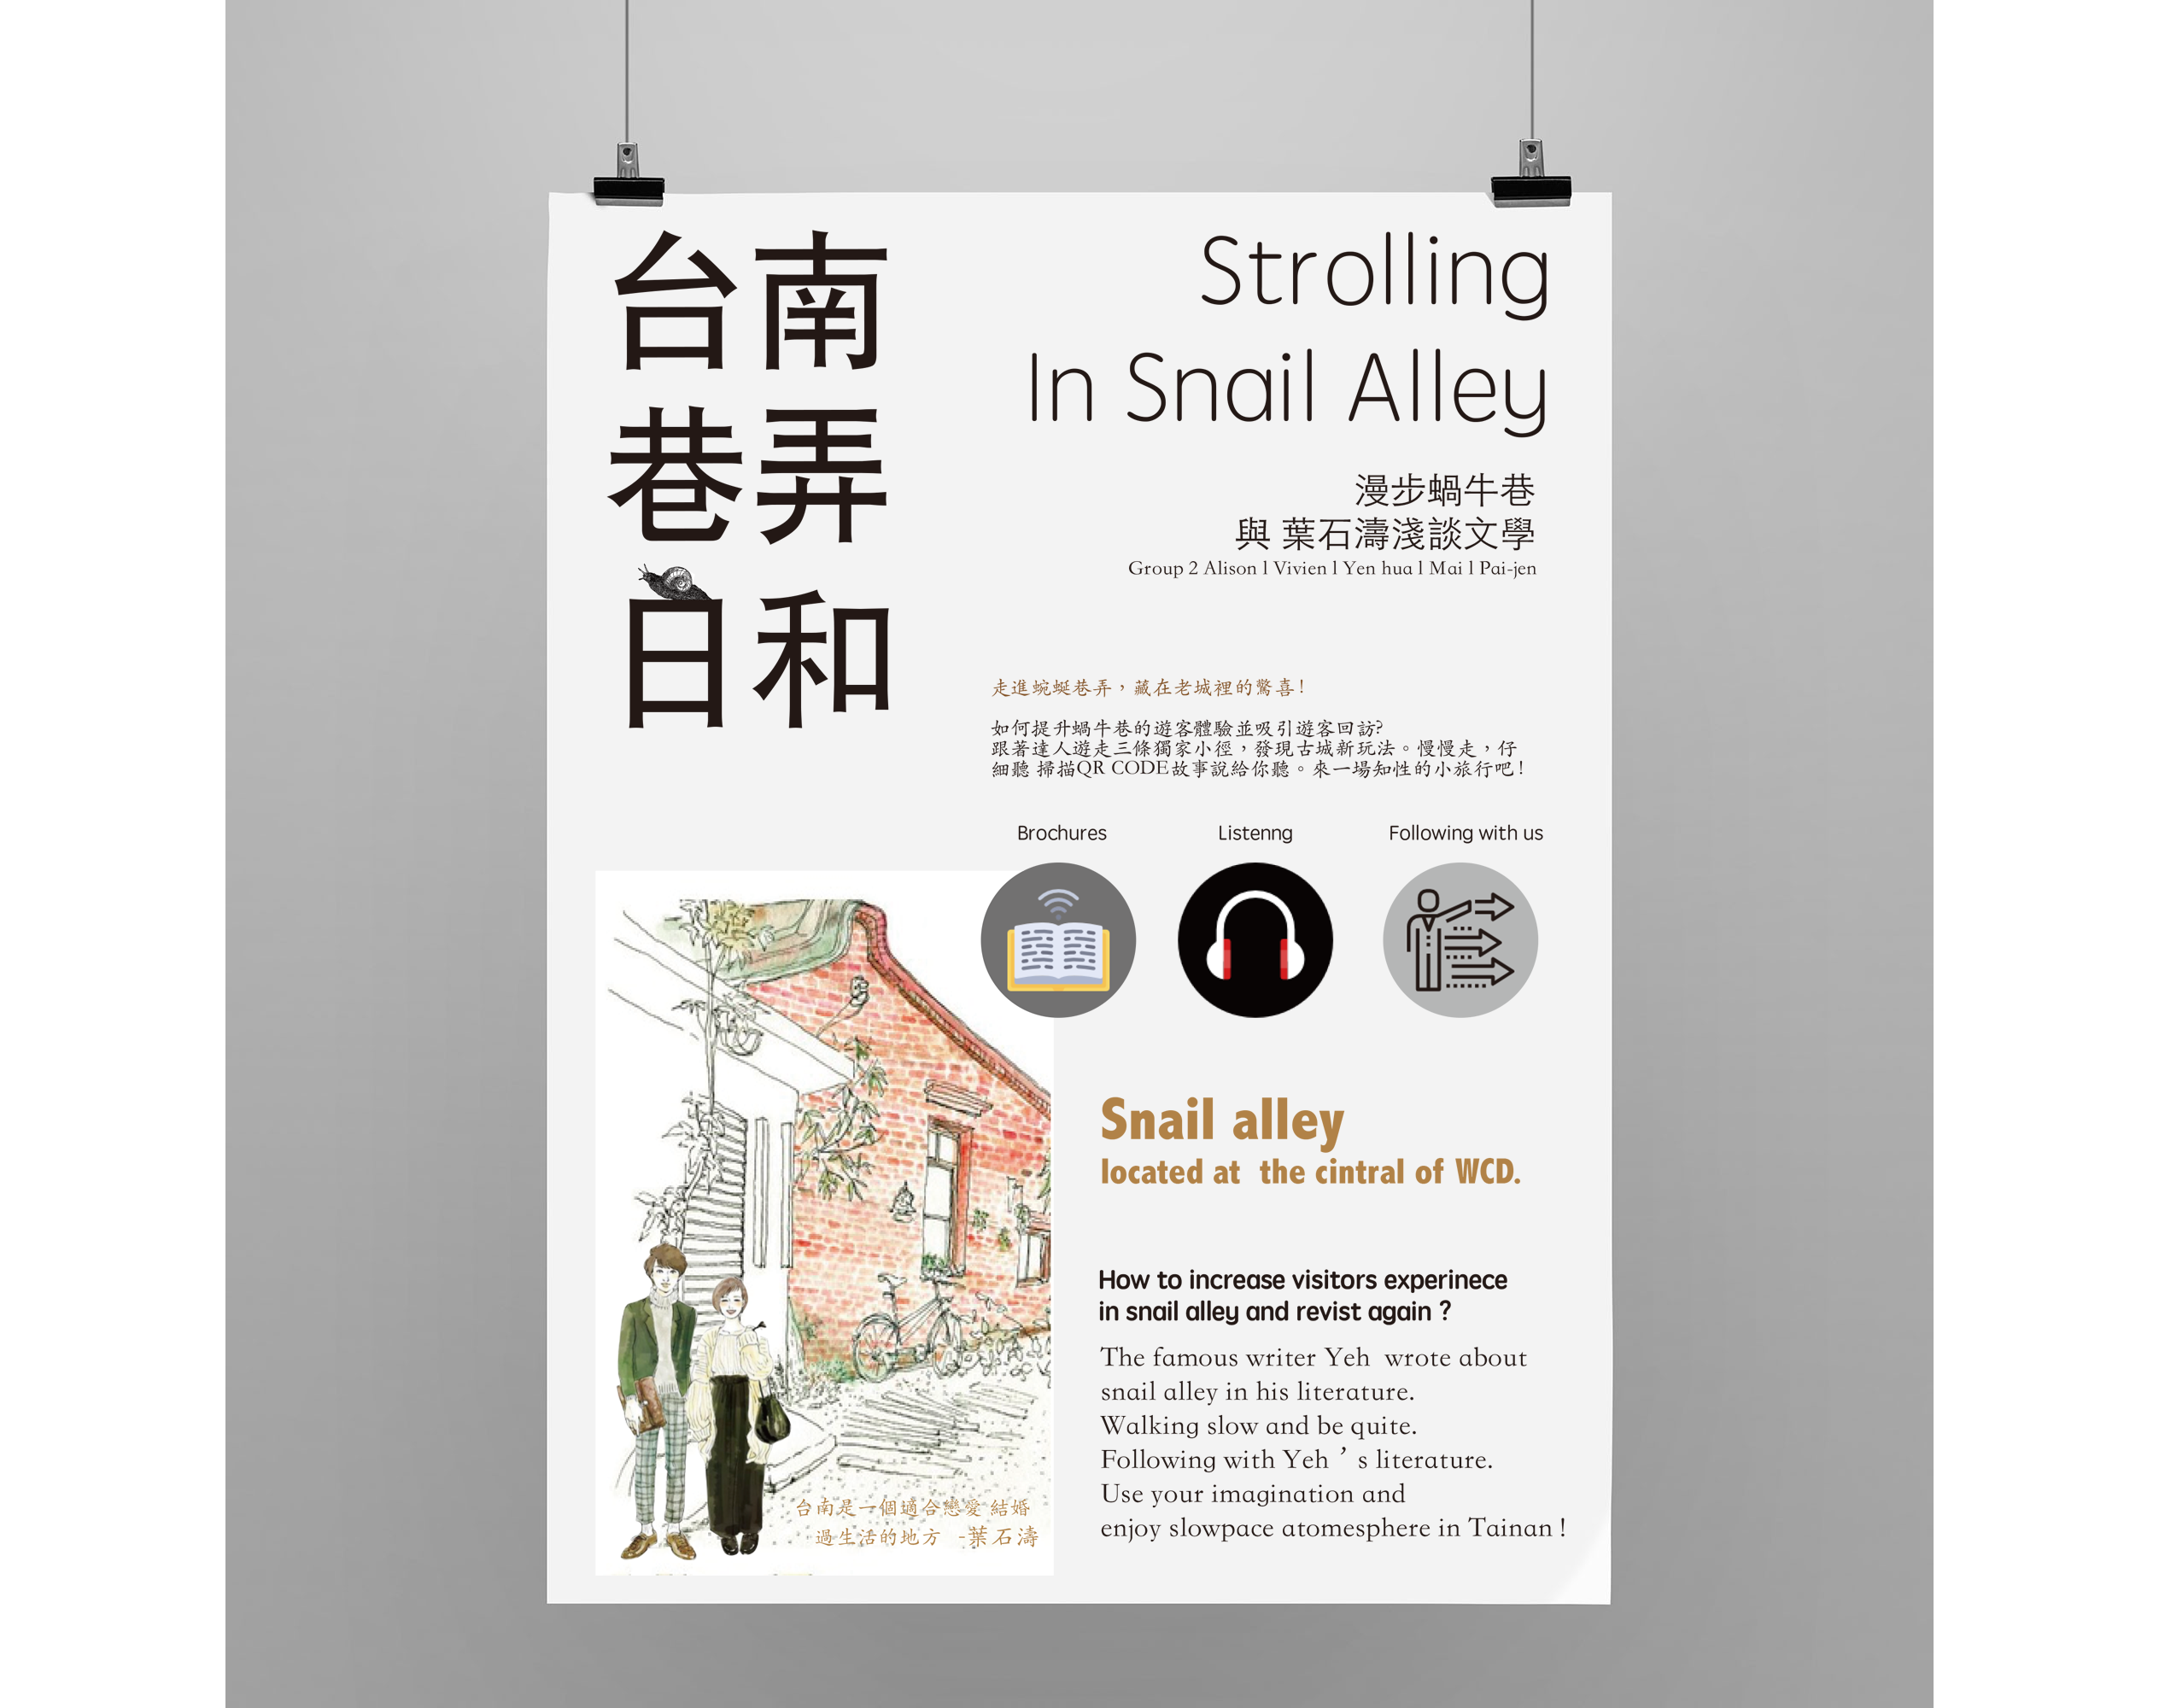 台南
巷弄
日和
Strolling
In Snail Alley
漫步蝸牛巷
與 葉石濤淺談文學
Group 2 Alison l Vivien l Yen hua l Mai l Pai-jen
走進蜿蜒巷弄，藏在老城裡的驚喜!
如何提升蝸牛巷的遊客體驗並吸引遊客回訪?
跟著達人遊走三條獨家小徑，發現古城新玩法。慢慢走，仔
細聽 掃描QR CODE故事說給你聽。來一場知性的小旅行吧!
Brochures
Listenng
Following with us
Snail alley
located at  the cintral of WCD.
How to increase visitors experinece
in snail alley and revist again ?
The famous writer Yeh  wrote about
snail alley in his literature.
Walking slow and be quite.
Following with Yeh ’ s literature.
Use your imagination and
enjoy slowpace atomesphere in Tainan !
台南是一個適合戀愛 結婚
過生活的地方 -葉石濤